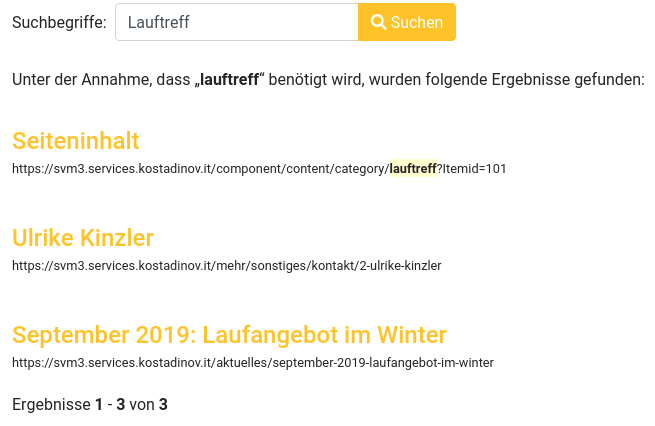 Suchbegriffe: Lauftreff Suchen
Unter der Annahme, dass „lauftreff“ benötigt wird, wurden folgende Ergebnisse gefunden:
Seiteninhalt
https://svm3.services.kostadinov.it/component/content/category/lauftreff?Itemid=101
Ulrike Kinzler
https://svm3.services.kostadinov.it/mehr/sonstiges/kontakt/2-ulrike-kinzler
September 2019: Laufangebot im Winter
https://svm3.services.kostadinov.it/aktuelles/september-2019-laufangebot-im-winter
Ergebnisse 1 - 3 von 3